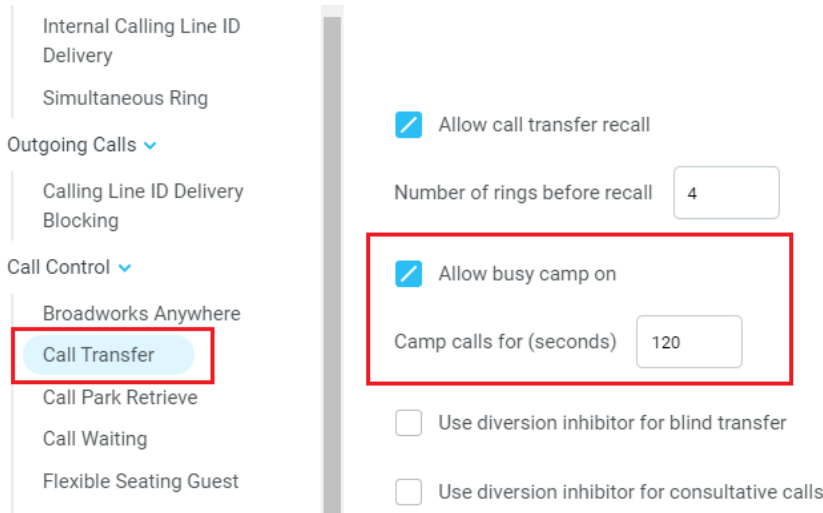 Internal Calling Line ID
Delivery
Simultaneous Ring
Outgoing Calls
Calling Line ID Delivery
Blocking
Call Control
Broadworks Anywhere
Call Transfer
Call Park Retrieve
Call Waiting
Flexible Seating Guest
Allow call transfer recall
Number of rings before recall 4
Allow busy camp on
Camp calls for (seconds) 120
Use diversion inhibitor for blind transfer
Use diversion inhibitor for consultative calls